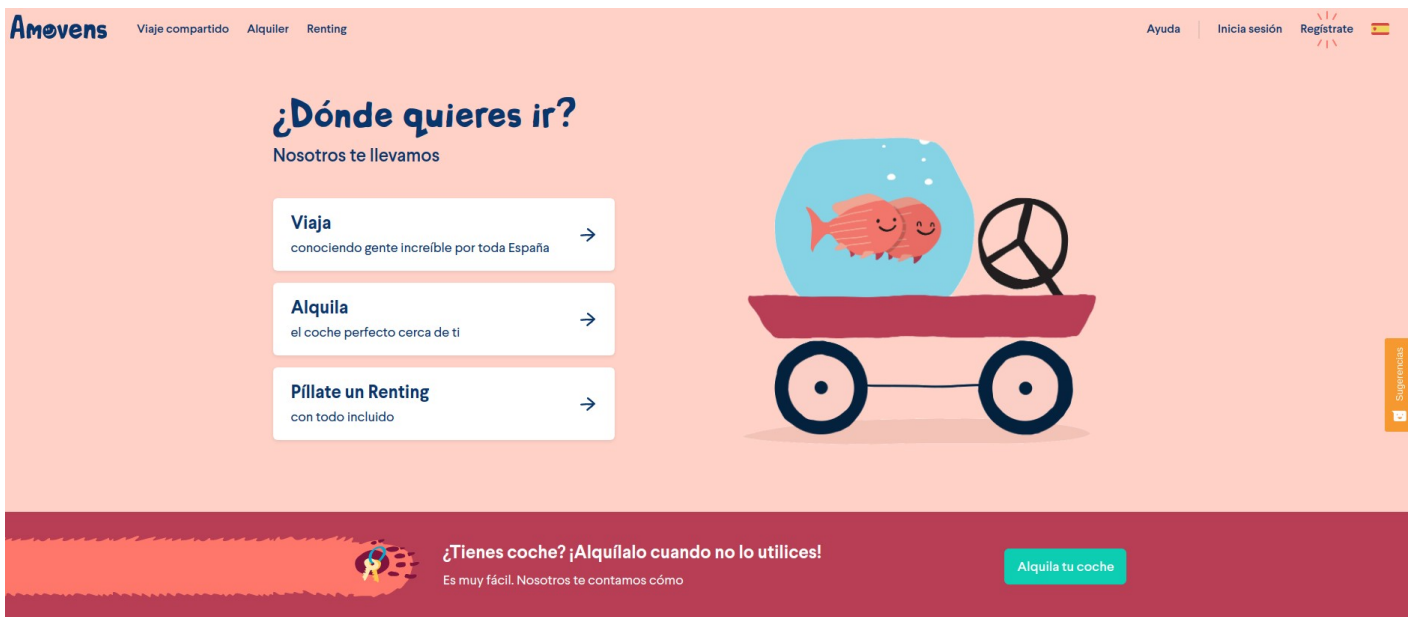 Amovens
Viaje compartido
Alquiler
Renting
Ayuda
Inicia sesión
Regístrate
¿Dónde quieres ir?
Nosotros te llevamos
Viaja
conociendo gente increíble por toda España
Alquila
el coche perfecto cerca de ti
Píllate un Renting
con todo incluido
Sugerencias
¿Tienes coche? ¡Alquílalo cuando no lo utilices!
Es muy fácil. Nosotros te contamos cómo
Alquila tu coche